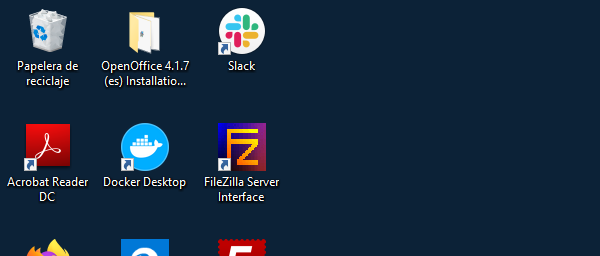 Papelera de
reciclaje
OpenOffice 4.1.7
(es) Installatio...
Slack
Acrobat Reader
DC
Docker Desktop
FileZilla Server
Interface